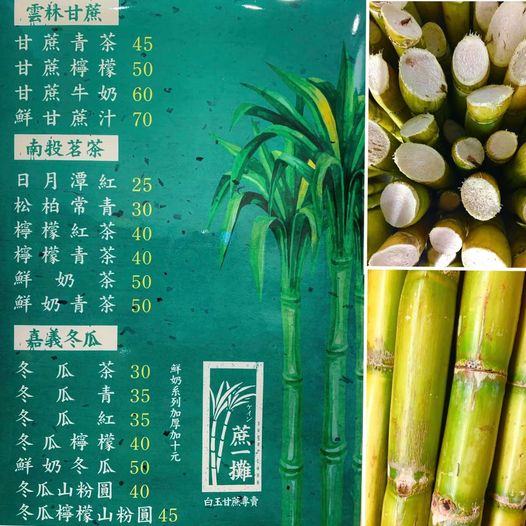 雲林甘蔗
甘蔗青茶 45
甘蔗檸檬 50
甘蔗牛奶 60
鮮甘蔗汁 70
南投茗茶
日月潭紅 25
松柏常青 30
檸檬紅茶 40
檸檬青茶 40
鮮奶茶 50
鮮奶青茶 50
嘉義冬瓜
冬瓜茶 30
冬瓜青 35
冬瓜紅 35
冬瓜檸檬 40
鮮奶冬瓜 50
冬瓜山粉圓 40
冬瓜檸檬山粉圓 45
鮮奶系列加厚加十元
蔗一攤
白玉甘蔗專賣